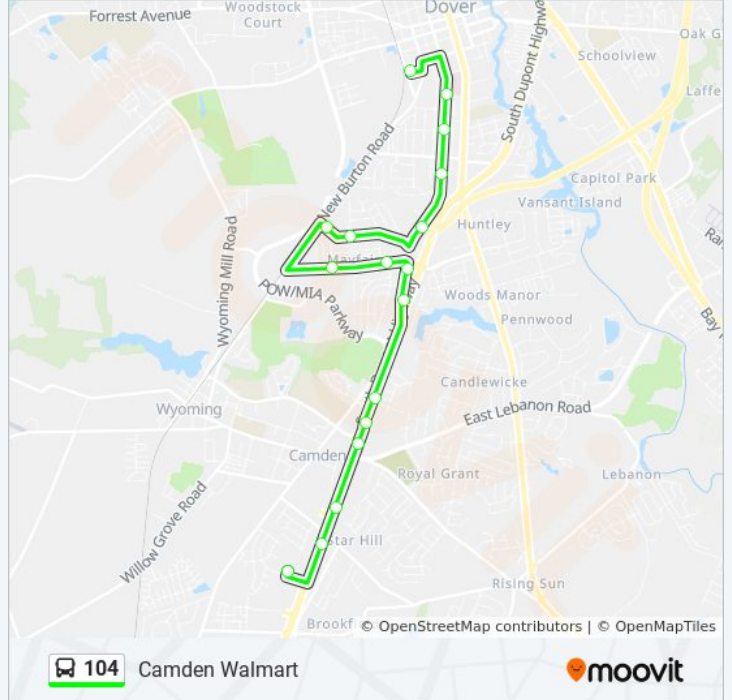 Dover
Woodstock
Court
Forrest Avenue
Oak G
Schoolview
South Dupont Highwa
Laffe
New Burton Road
Capitol Park
Vansant Island
Huntley
Wyoming Mill Road
Mayfair
POW/MIA Parkway
Woods Manor
Pennwood
Bay
Candlewicke
East Lebanon Road
Wyoming
Camden
Royal Grant
Lebanon
Willow Grove Road
Star Hill
Rising Sun
Brookf
© OpenStreetMap contributors | © OpenMapTiles
104 Camden Walmart
moovit